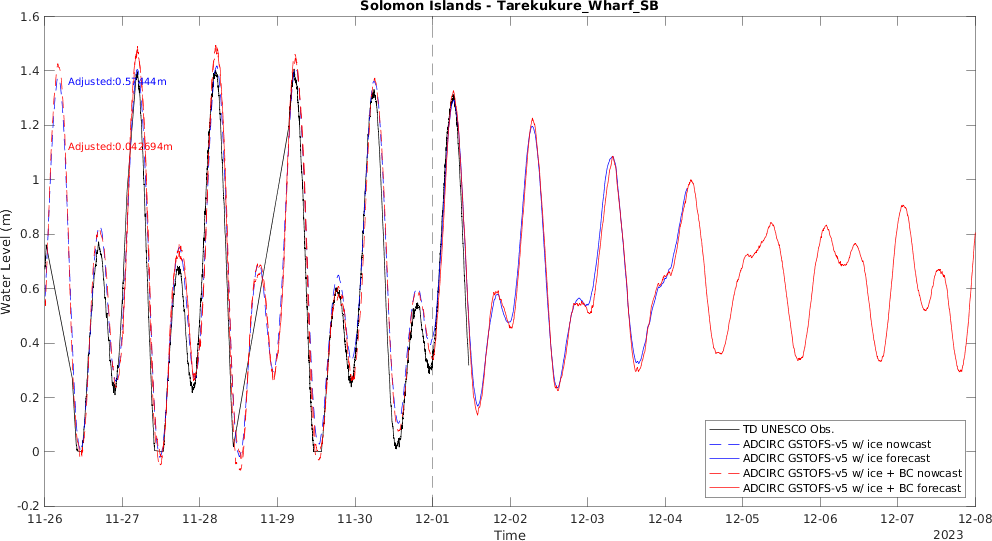 Solomon Islands - Tarekukure_Wharf_SB
1.6
1.4
1.2
1
0.8
0.6
0.4
0.2
0
-0.2
Water Level (m)
Adjusted:0.57444m
Adjusted:0.042694m
TD UNESCO Obs.
ADCIRC GSTOFS-v5 w/ ice nowcast
ADCIRC GSTOFS-v5 w/ ice forecast
ADCIRC GSTOFS-v5 w/ ice + BC nowcast
ADCIRC GSTOFS-v5 w/ ice + BC forecast
11-26 11-27 11-28 11-29 11-30 12-01 12-02 12-03 12-04 12-05 12-06 12-07 12-08
Time
2023